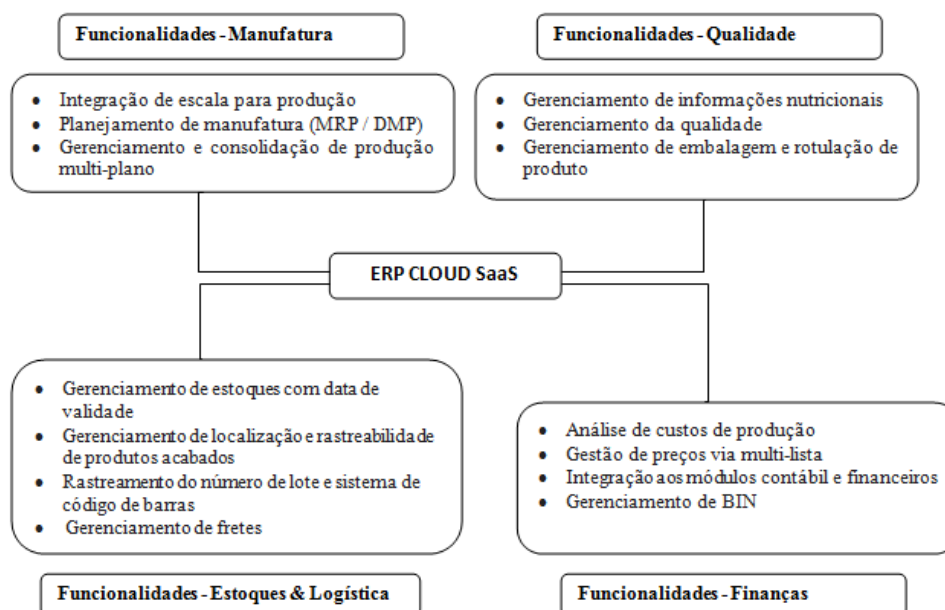 Funcionalidades - Manufatura
Funcionalidades - Qualidade
• Integração de escala para produção
• Planejamento de manufatura (MRP / DMP)
• Gerenciamento e consolidação de produção
multi-plano
• Gerenciamento de informações nutricionais
• Gerenciamento da qualidade
• Gerenciamento de embalagem e rotulação de
produto
ERP CLOUD SaaS
• Gerenciamento de estoques com data de
validade
• Gerenciamento de localização e rastreabilidade
de produtos acabados
• Rastreamento do número de lote e sistema de
código de barras
• Gerenciamento de fretes
• Análise de custos de produção
• Gestão de preços via multi-lista
• Integração aos módulos contábil e financeiros
• Gerenciamento de BIN
Funcionalidades - Estoques & Logística
Funcionalidades - Finanças